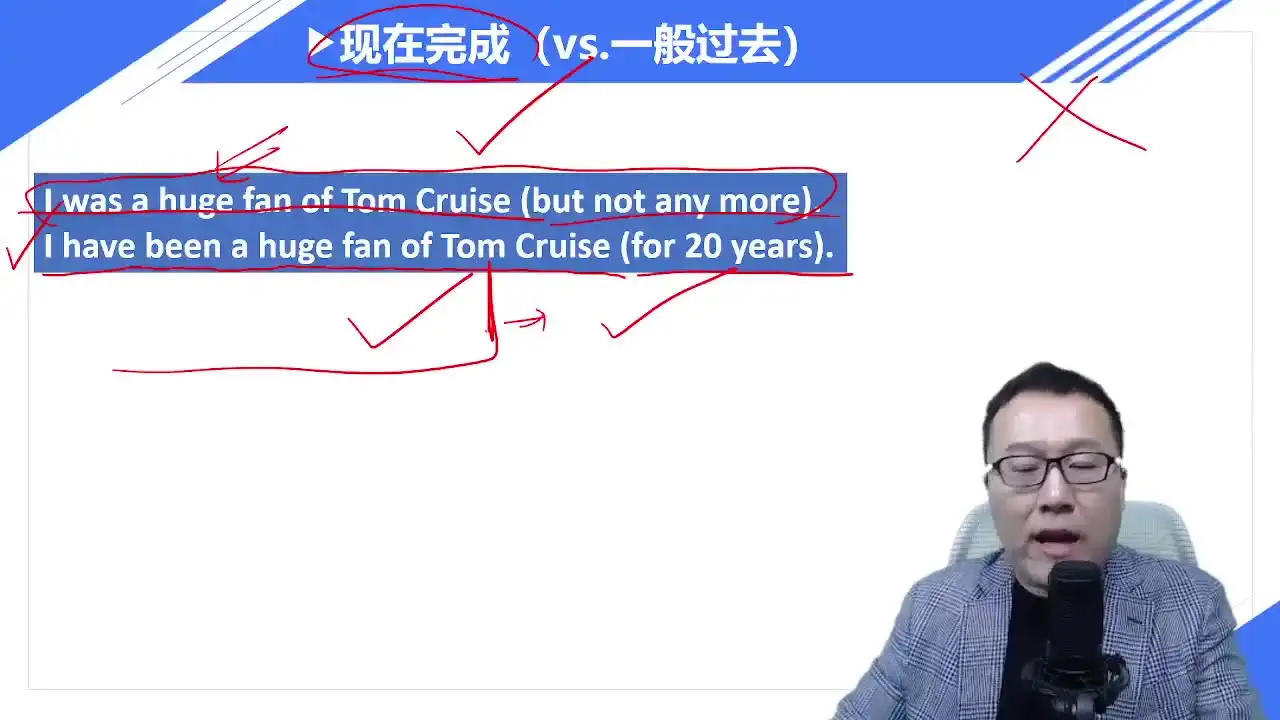 现在完成（vs.一般过去）
I was a huge fan of Tom Cruise (but not any more).
I have been a huge fan of Tom Cruise (for 20 years).